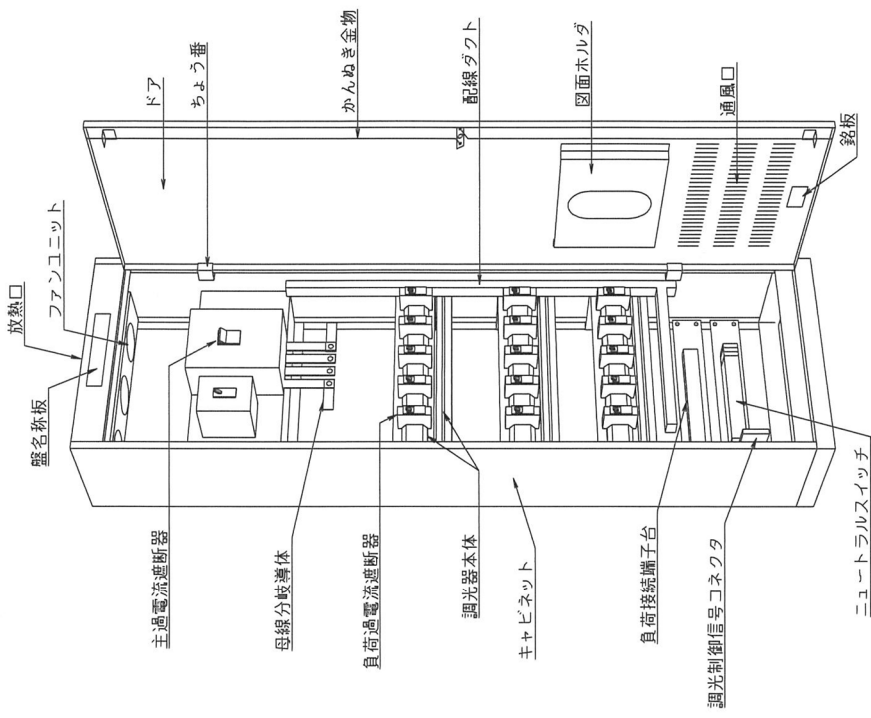 盤名称板
放熱口
ファンユニット
ドア
ちょう番
かんぬき金物
配線ダクト
図面ホルダ
通風口
銘板
主過電流遮断器
母線分岐導体
負荷過電流遮断器
調光器本体
キャビネット
負荷接続端子台
調光制御信号コネクタ
ニュートラルスイッチ